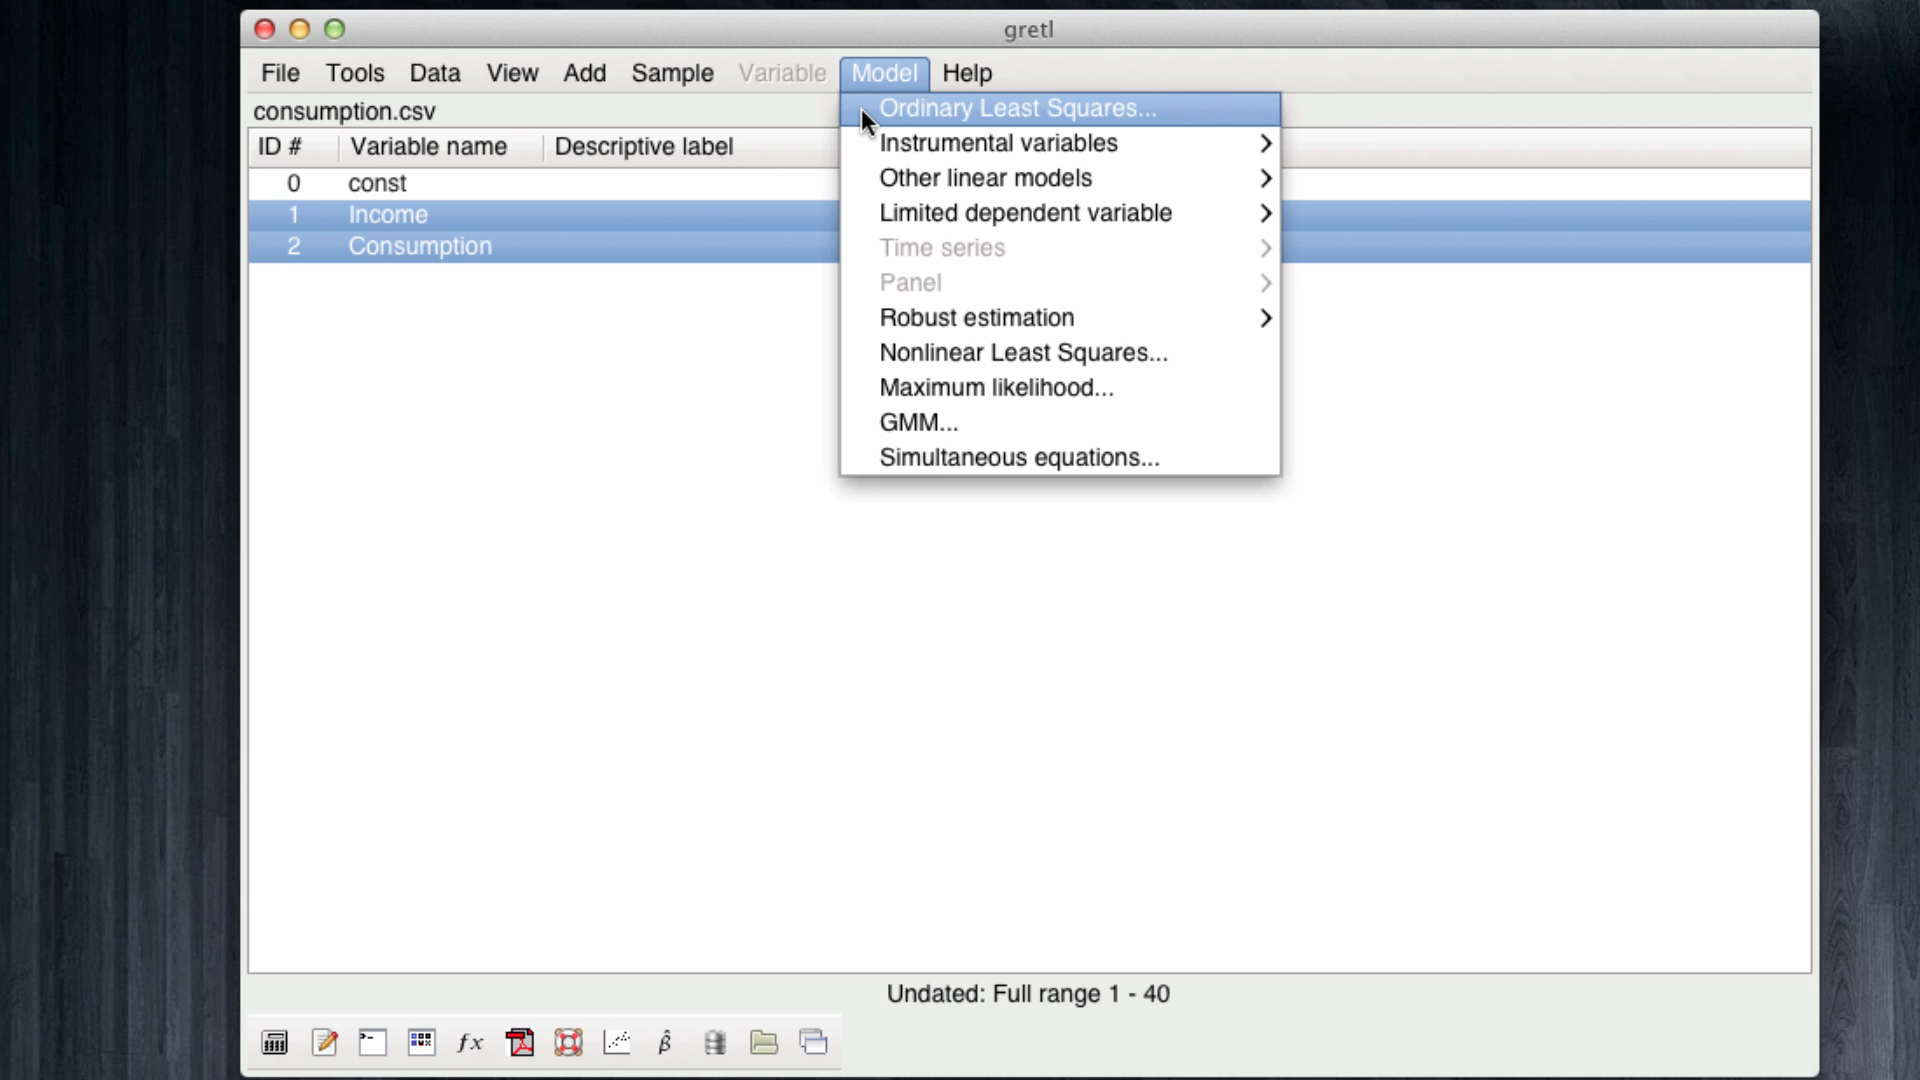 gretl
File Tools Data View Add Sample Variable Model Help
consumption.csv
ID # Variable name Descriptive label
0 const
1 Income
2 Consumption
Ordinary Least Squares...
Instrumental variables
Other linear models
Limited dependent variable
Time series
Panel
Robust estimation
Nonlinear Least Squares...
Maximum likelihood...
GMM...
Simultaneous equations...
Undated: Full range 1 - 40
fx β̂